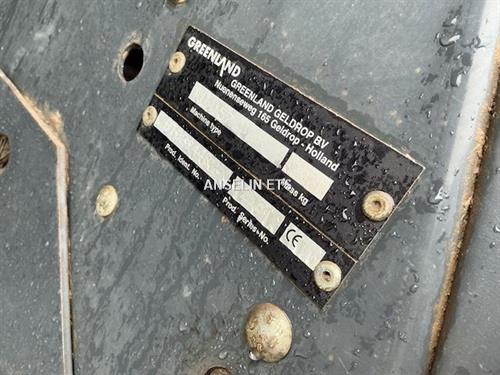 GREENLAND
GREENLAND GELDROP BV
Nuenenseweg 165 Geldrop - Holland
Machine type
Mass kg
Prod. Ident. No.
Prod. Series-No.
CE
ANSELIN ETS